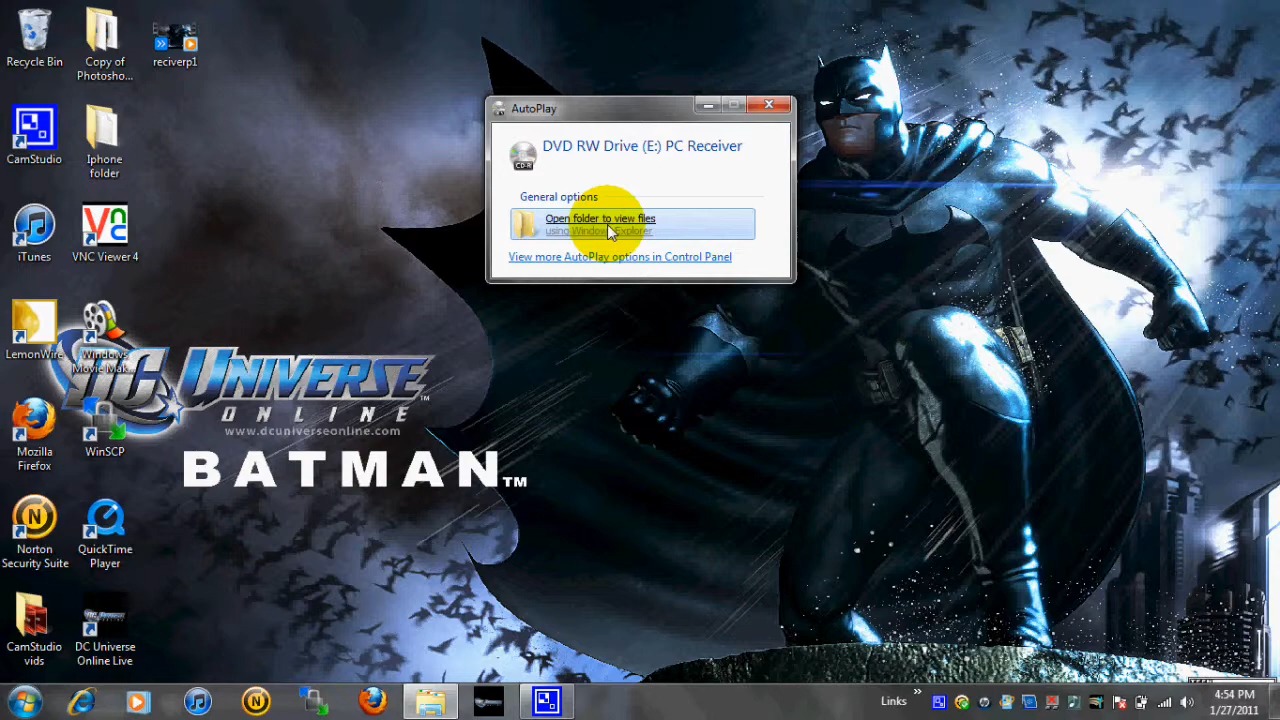 Recycle Bin
Copy of
Photosho...
reciverp1
CamStudio
Iphone
folder
iTunes
VNC Viewer 4
LemonWire
Windows
Movie Mak...
Mozilla
Firefox
WinSCP
Norton
Security Suite
QuickTime
Player
CamStudio
vids
DC Universe
Online Live
AutoPlay
DVD RW Drive (E:) PC Receiver
CD-R
General options
Open folder to view files
using Windows Explorer
View more AutoPlay options in Control Panel
DC UNIVERSE™
ONLINE
www.dcuniverseonline.com
BATMAN™
Links
4:54 PM
1/27/2011